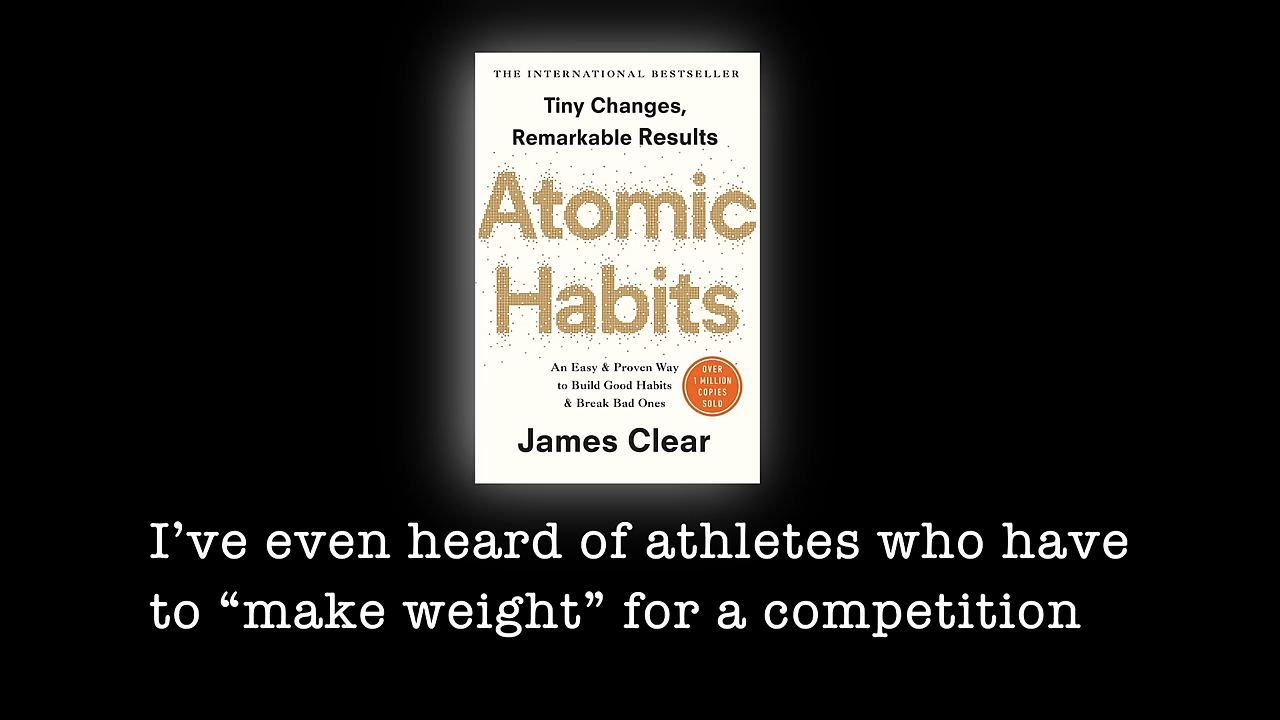 THE INTERNATIONAL BESTSELLER
Tiny Changes,
Remarkable Results
Atomic
Habits
An Easy & Proven Way
to Build Good Habits
& Break Bad Ones
OVER
1 MILLION
COPIES
SOLD
James Clear
I’ve even heard of athletes who have
to “make weight” for a competition